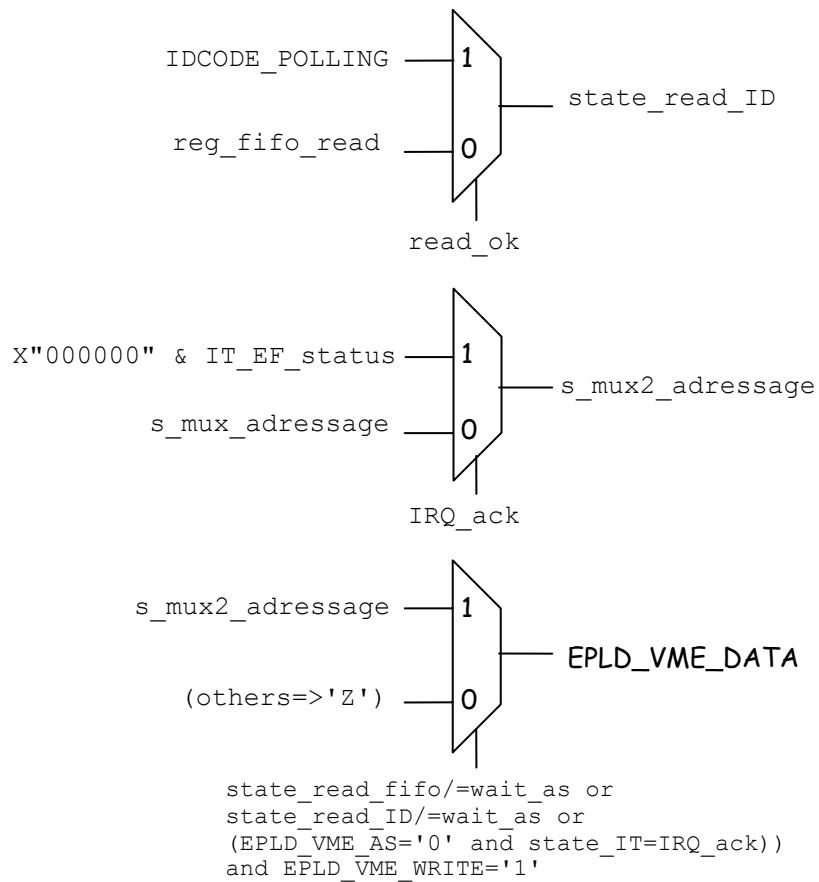 IDCODE_POLLING
1
state_read_ID
reg_fifo_read
0
read_ok
X"000000" & IT_EF_status
1
s_mux2_adressage
s_mux_adressage
0
IRQ_ack
s_mux2_adressage
1
EPLD_VME_DATA
(others=>'Z')
0
state_read_fifo/=wait_as or
state_read_ID/=wait_as or
(EPLD_VME_AS='0' and state_IT=IRQ_ack))
and EPLD_VME_WRITE='1'